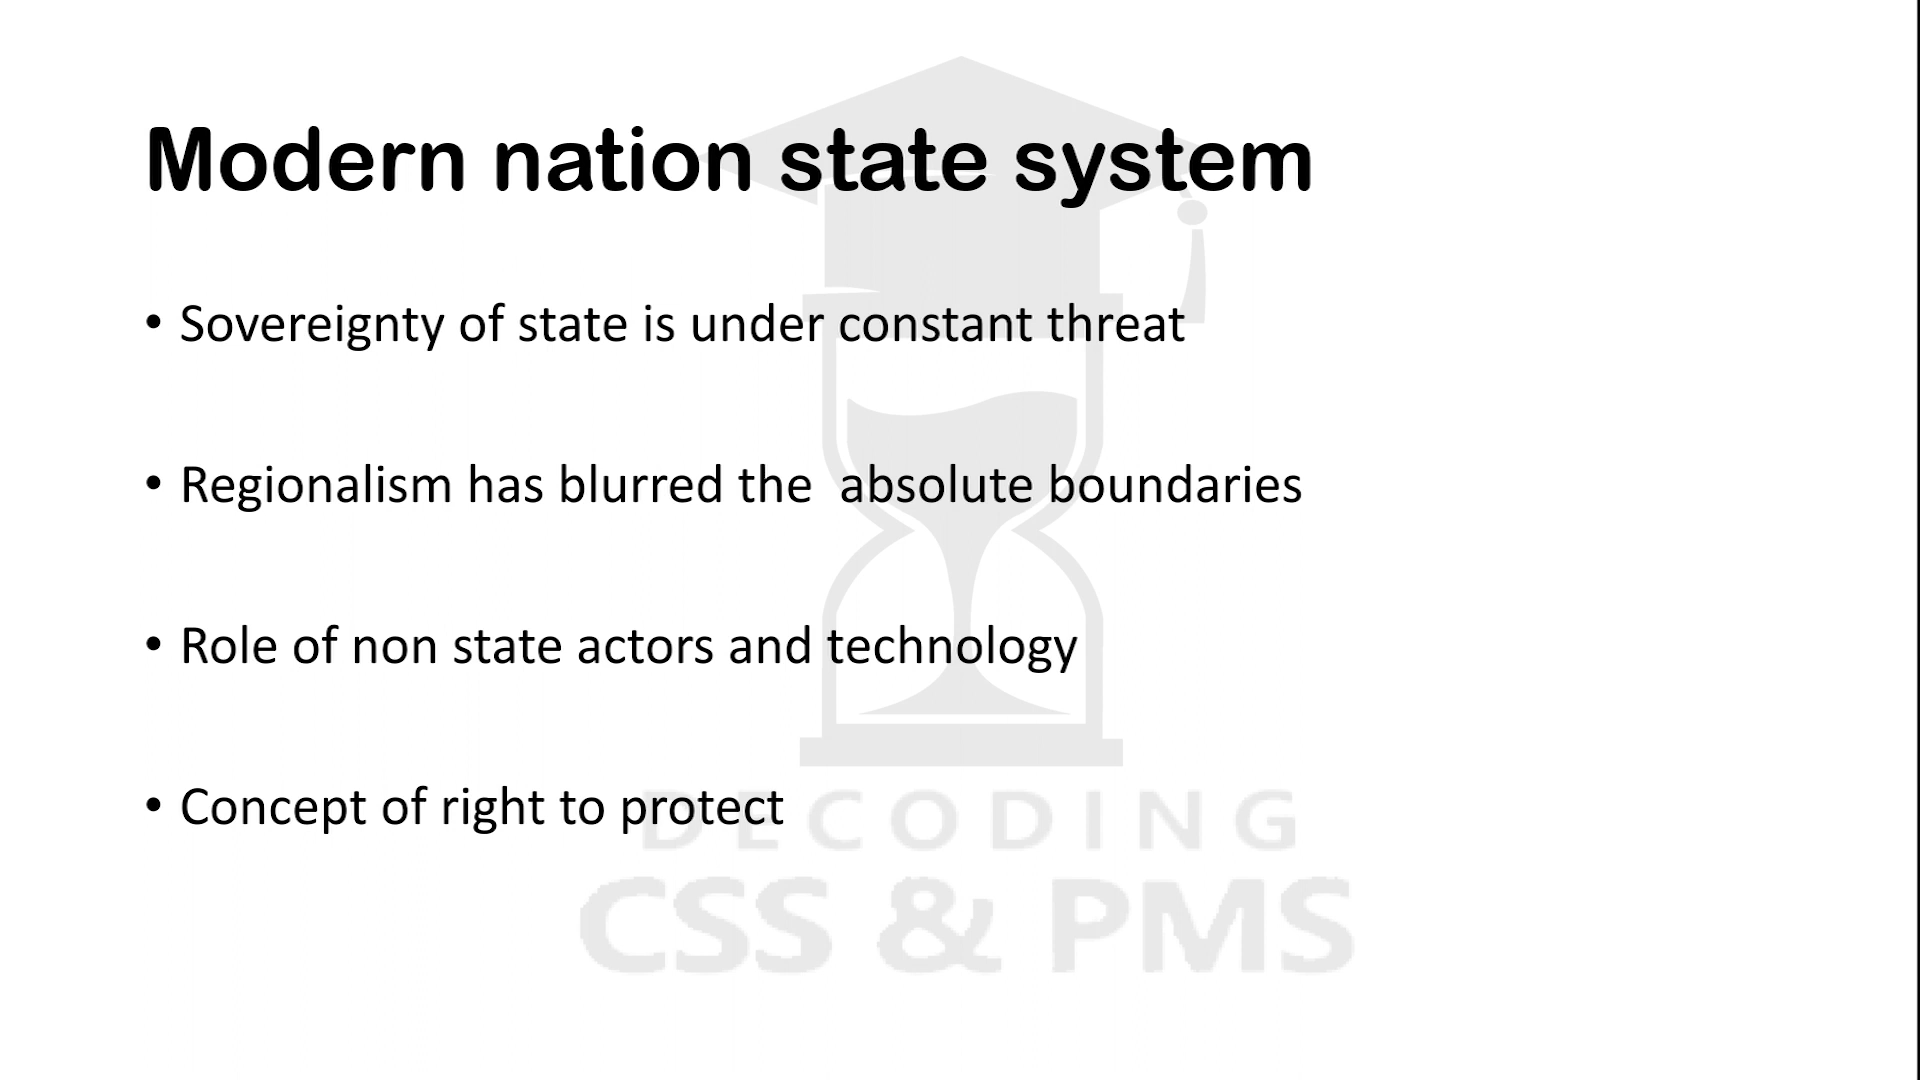 Modern nation state system
• Sovereignty of state is under constant threat
• Regionalism has blurred the  absolute boundaries
• Role of non state actors and technology
• Concept of right to protect
DECODING
CSS & PMS